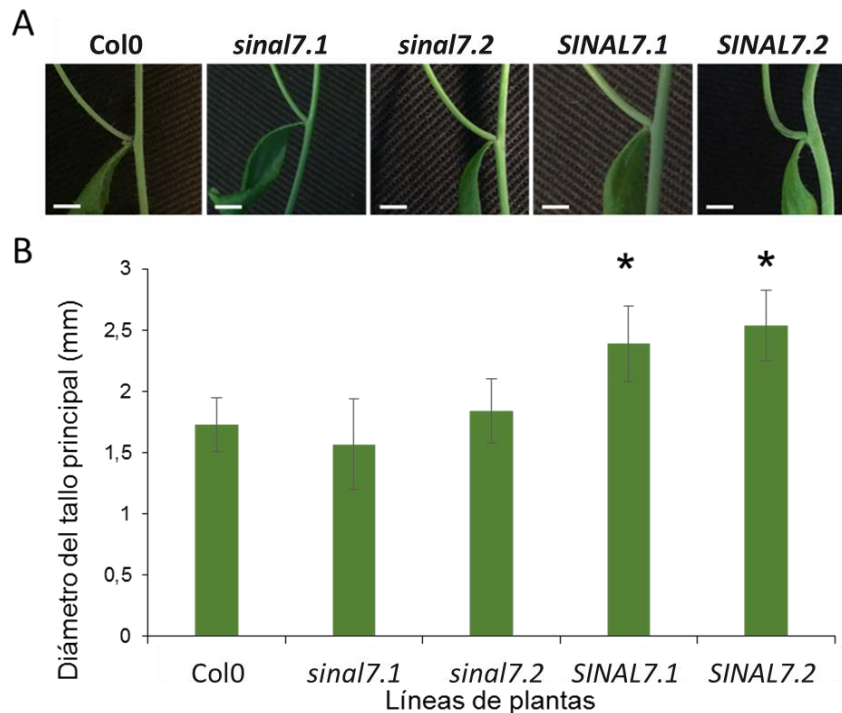 A
Col0 sinal7.1 sinal7.2 SINAL7.1 SINAL7.2
B
Diámetro del tallo principal (mm)
3
2,5
2
1,5
1
0,5
0
* *
Col0 sinal7.1 sinal7.2 SINAL7.1 SINAL7.2
Líneas de plantas